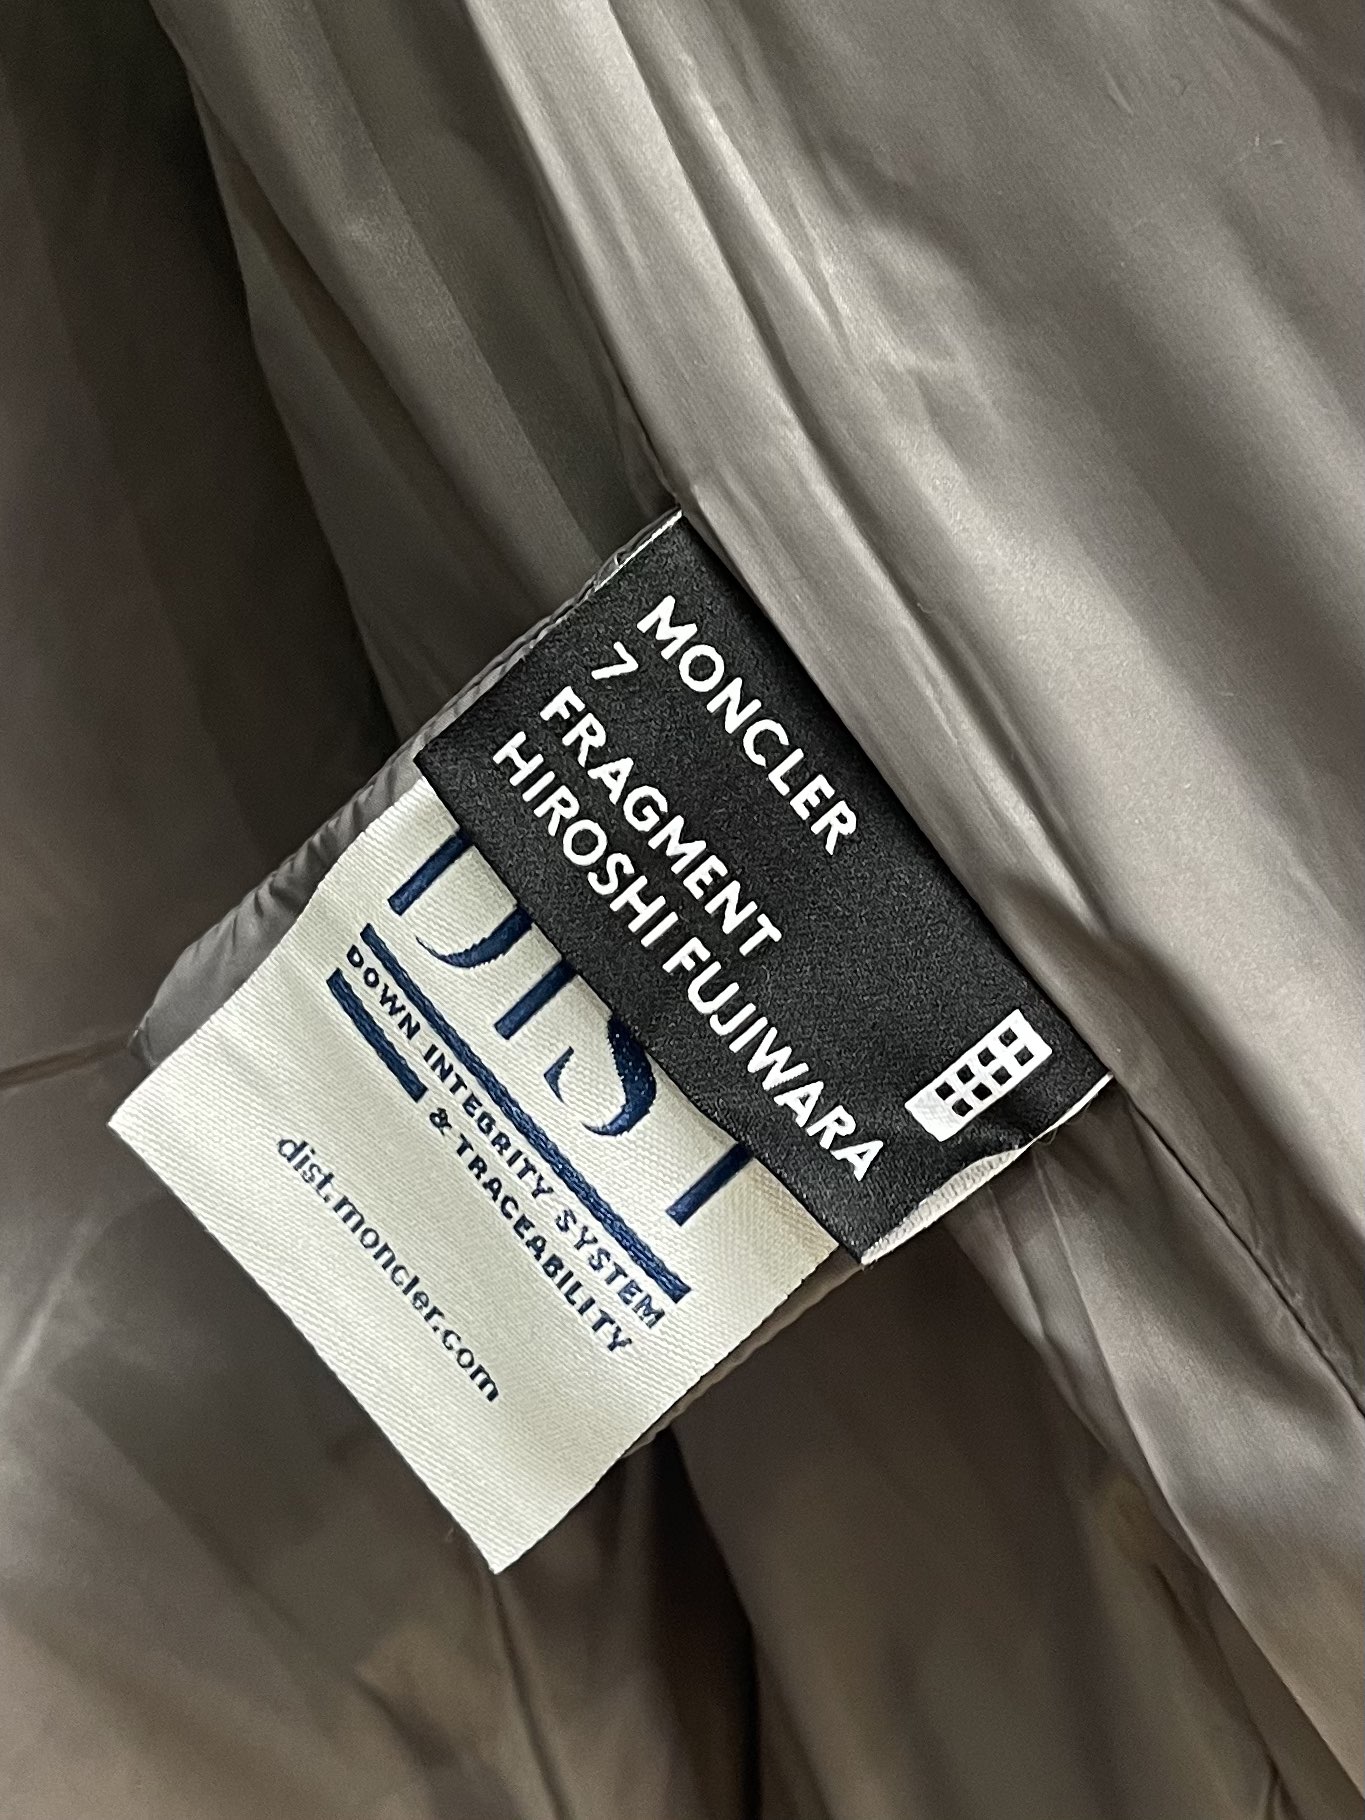 MONCLER
7
FRAGMENT
HIROSHI FUJIWARA
DIST
DOWN INTEGRITY SYSTEM
& TRACEABILITY
dist.moncler.com